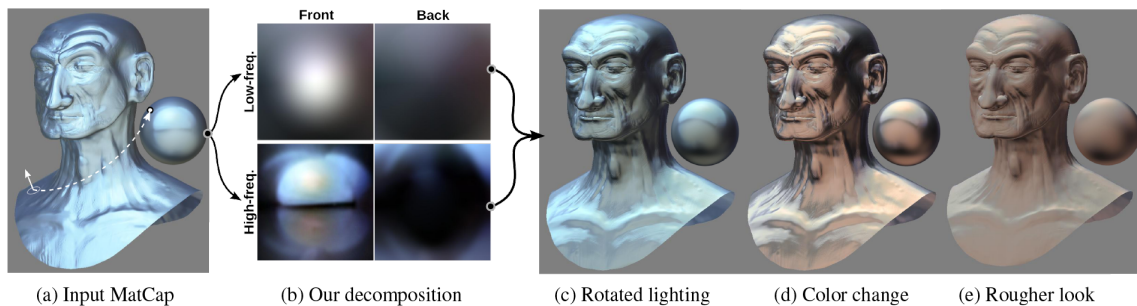 Front
Back
Low-freq.
High-freq.
(a) Input MatCap
(b) Our decomposition
(c) Rotated lighting
(d) Color change
(e) Rougher look